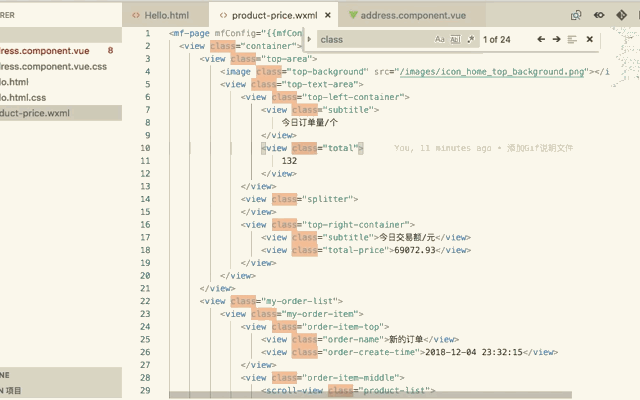 Hello.html
product-price.wxml
address.component.vue
class
Aa
Abl
.*
1 of 24
ress.component.vue 8
ress.component.vue.css
lo.html
lo.html.css
duct-price.wxml
NE
N 项目
1 <mf-page mfConfig="{{mfCon
2 <view class="container">
3 <view class="top-area">
4 <image class="top-background" src="/images/icon_home_top_background.png"></i
5 <view class="top-text-area">
6 <view class="top-left-container">
7 <view class="subtitle">
8 今日订单量/个
9 </view>
10 <view class="total"> You, 11 minutes ago • 添加Gif说明文件
11 132
12 </view>
13 </view>
14 <view class="splitter">
15 </view>
16 <view class="top-right-container">
17 <view class="subtitle">今日交易额/元</view>
18 <view class="total-price">69072.93</view>
19 </view>
20 </view>
21 </view>
22 <view class="my-order-list">
23 <view class="my-order-item">
24 <view class="order-item-top">
25 <view class="order-name">新的订单</view>
26 <view class="order-create-time">2018-12-04 23:32:15</view>
27 </view>
28 <view class="order-item-middle">
29 <scroll-view class="product-list">